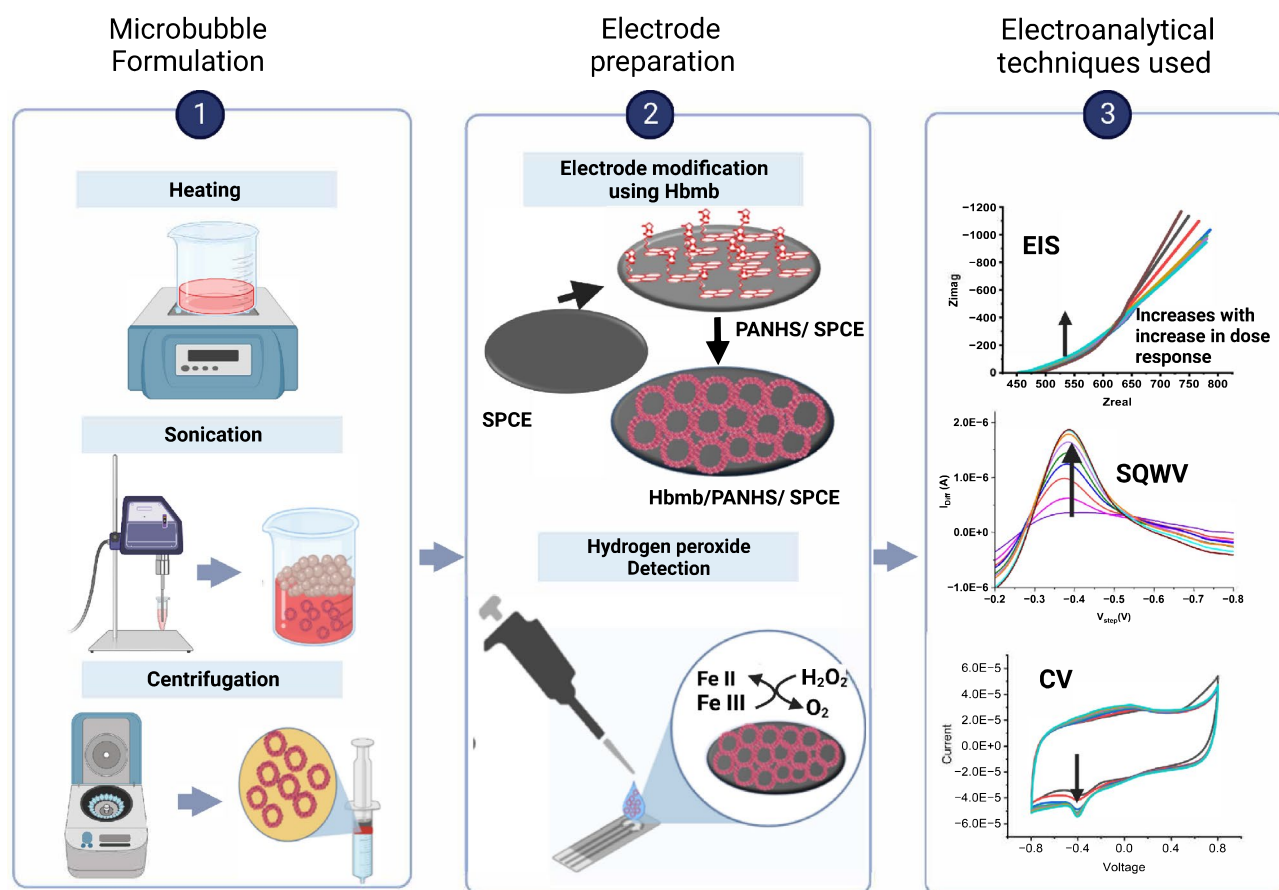 Microbubble
Formulation
1
Heating
Sonication
Centrifugation
Electrode
preparation
2
Electrode modification
using Hbmb
PANHS/ SPCE
SPCE
Hbmb/PANHS/ SPCE
Hydrogen peroxide
Detection
Fe II
H₂O₂
Fe III
O₂
Electroanalytical
techniques used
3
EIS
Zimag
−1200
−1000
−800
−600
−400
−200
0
450 500 550 600 650 700 750 800
Zreal
Increases with
increase in dose
response
SQWV
I_Diff (A)
2.0E−6
1.0E−6
0.0E+0
−1.0E−6
−0.2 −0.3 −0.4 −0.5 −0.6 −0.7 −0.8
V_step(V)
CV
Current
6.0E−5
4.0E−5
2.0E−5
0.0E+0
−2.0E−5
−4.0E−5
−6.0E−5
−0.8 −0.4 0.0 0.4 0.8
Voltage